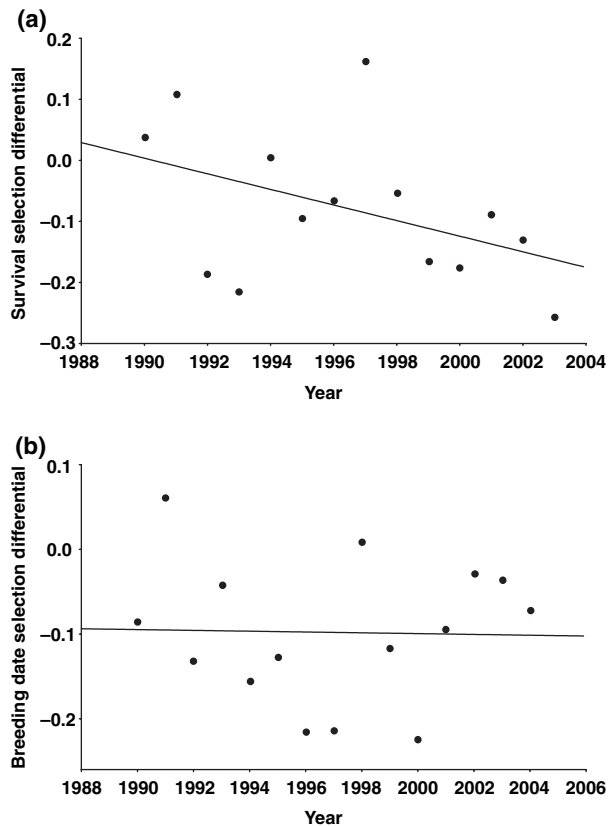 (a)
Survival selection differential
0.2
0.1
0.0
−0.1
−0.2
−0.3
1988 1990 1992 1994 1996 1998 2000 2002 2004
Year
(b)
Breeding date selection differential
0.1
0.0
−0.1
−0.2
1988 1990 1992 1994 1996 1998 2000 2002 2004 2006
Year